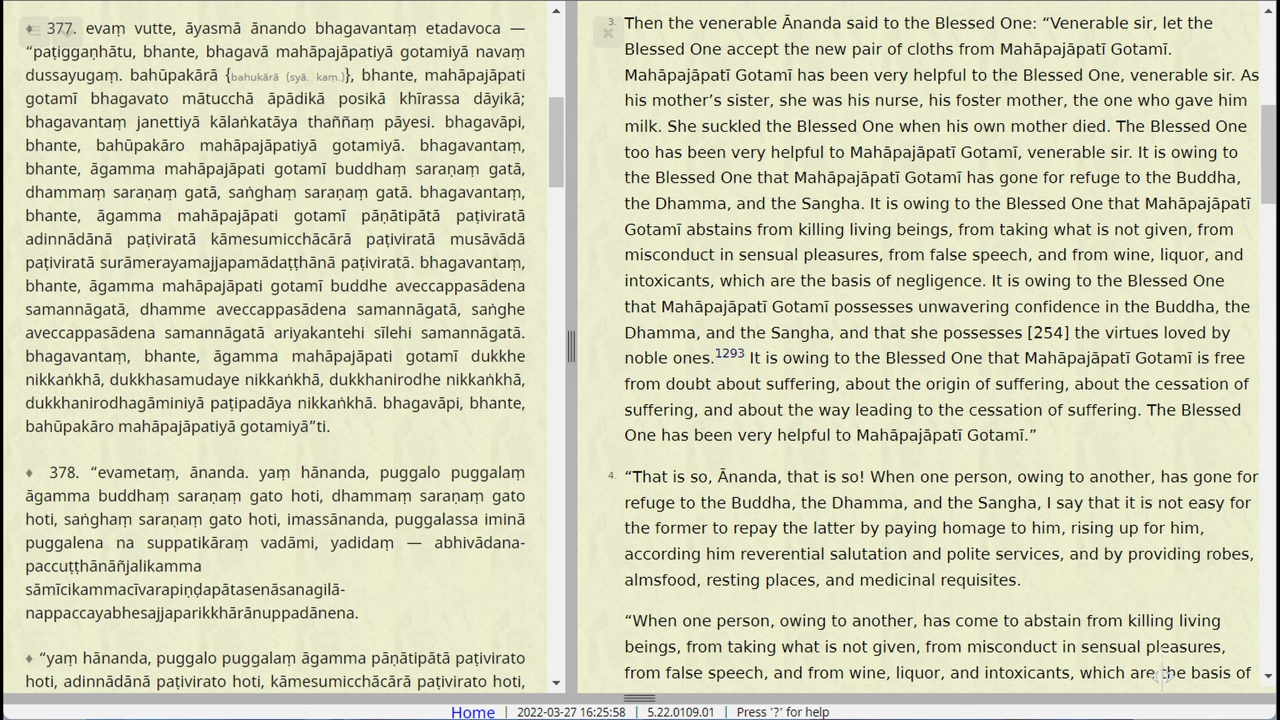 ♦ 377. evaṃ vutte, āyasmā ānando bhagavantaṃ etadavoca —
“paṭiggaṇhātu, bhante, bhagavā mahāpajāpatiyā gotamiyā navaṃ
dussayugaṃ. bahūpakārā {bahukārā (syā. kaṃ.)}, bhante, mahāpajāpati
gotamī bhagavato mātucchā āpādikā posikā khīrassa dāyikā;
bhagavantaṃ janettiyā kālaṅkatāya thaññaṃ pāyesi. bhagavāpi,
bhante, bahūpakāro mahāpajāpatiyā gotamiyā. bhagavantaṃ,
bhante, āgamma mahāpajāpati gotamī buddhaṃ saraṇaṃ gatā,
dhammaṃ saraṇaṃ gatā, saṅghaṃ saraṇaṃ gatā. bhagavantaṃ,
bhante, āgamma mahāpajāpati gotamī pāṇātipātā paṭiviratā
adinnādānā paṭiviratā kāmesumicchācārā paṭiviratā musāvādā
paṭiviratā surāmerayamajjapamādaṭṭhānā paṭiviratā. bhagavantaṃ,
bhante, āgamma mahāpajāpati gotamī buddhe aveccappasādena
samannāgatā, dhamme aveccappasādena samannāgatā, saṅghe
aveccappasādena samannāgatā ariyakantehi sīlehi samannāgatā.
bhagavantaṃ, bhante, āgamma mahāpajāpati gotamī dukkhe
nikkaṅkhā, dukkhasamudaye nikkaṅkhā, dukkhanirodhe nikkaṅkhā,
dukkhanirodhagāminiyā paṭipadāya nikkaṅkhā. bhagavāpi, bhante,
bahūpakāro mahāpajāpatiyā gotamiyā”ti.
♦ 378. “evametaṃ, ānanda. yaṃ hānanda, puggalo puggalaṃ
āgamma buddhaṃ saraṇaṃ gato hoti, dhammaṃ saraṇaṃ gato
hoti, saṅghaṃ saraṇaṃ gato hoti, imassānanda, puggalassa iminā
puggalena na suppatikāraṃ vadāmi, yadidaṃ — abhivādana-
paccuṭṭhānāñjalikamma
sāmīcikammacīvarapiṇḍapātasenāsanagilā-
nappaccayabhesajjaparikkhārānuppadānena.
♦ “yaṃ hānanda, puggalo puggalaṃ āgamma pāṇātipātā paṭivirato
hoti, adinnādānā paṭivirato hoti, kāmesumicchācārā paṭivirato hoti,
3. Then the venerable Ānanda said to the Blessed One: “Venerable sir, let the
Blessed One accept the new pair of cloths from Mahāpajāpatī Gotamī.
Mahāpajāpatī Gotamī has been very helpful to the Blessed One, venerable sir. As
his mother’s sister, she was his nurse, his foster mother, the one who gave him
milk. She suckled the Blessed One when his own mother died. The Blessed One
too has been very helpful to Mahāpajāpatī Gotamī, venerable sir. It is owing to
the Blessed One that Mahāpajāpatī Gotamī has gone for refuge to the Buddha,
the Dhamma, and the Sangha. It is owing to the Blessed One that Mahāpajāpatī
Gotamī abstains from killing living beings, from taking what is not given, from
misconduct in sensual pleasures, from false speech, and from wine, liquor, and
intoxicants, which are the basis of negligence. It is owing to the Blessed One
that Mahāpajāpatī Gotamī possesses unwavering confidence in the Buddha, the
Dhamma, and the Sangha, and that she possesses [254] the virtues loved by
noble ones.1293 It is owing to the Blessed One that Mahāpajāpatī Gotamī is free
from doubt about suffering, about the origin of suffering, about the cessation of
suffering, and about the way leading to the cessation of suffering. The Blessed
One has been very helpful to Mahāpajāpatī Gotamī.”
4. “That is so, Ānanda, that is so! When one person, owing to another, has gone for
refuge to the Buddha, the Dhamma, and the Sangha, I say that it is not easy for
the former to repay the latter by paying homage to him, rising up for him,
according him reverential salutation and polite services, and by providing robes,
almsfood, resting places, and medicinal requisites.
“When one person, owing to another, has come to abstain from killing living
beings, from taking what is not given, from misconduct in sensual pleasures,
from false speech, and from wine, liquor, and intoxicants, which are the basis of
Home | 2022-03-27 16:25:58 | 5.22.0109.01 | Press '?' for help